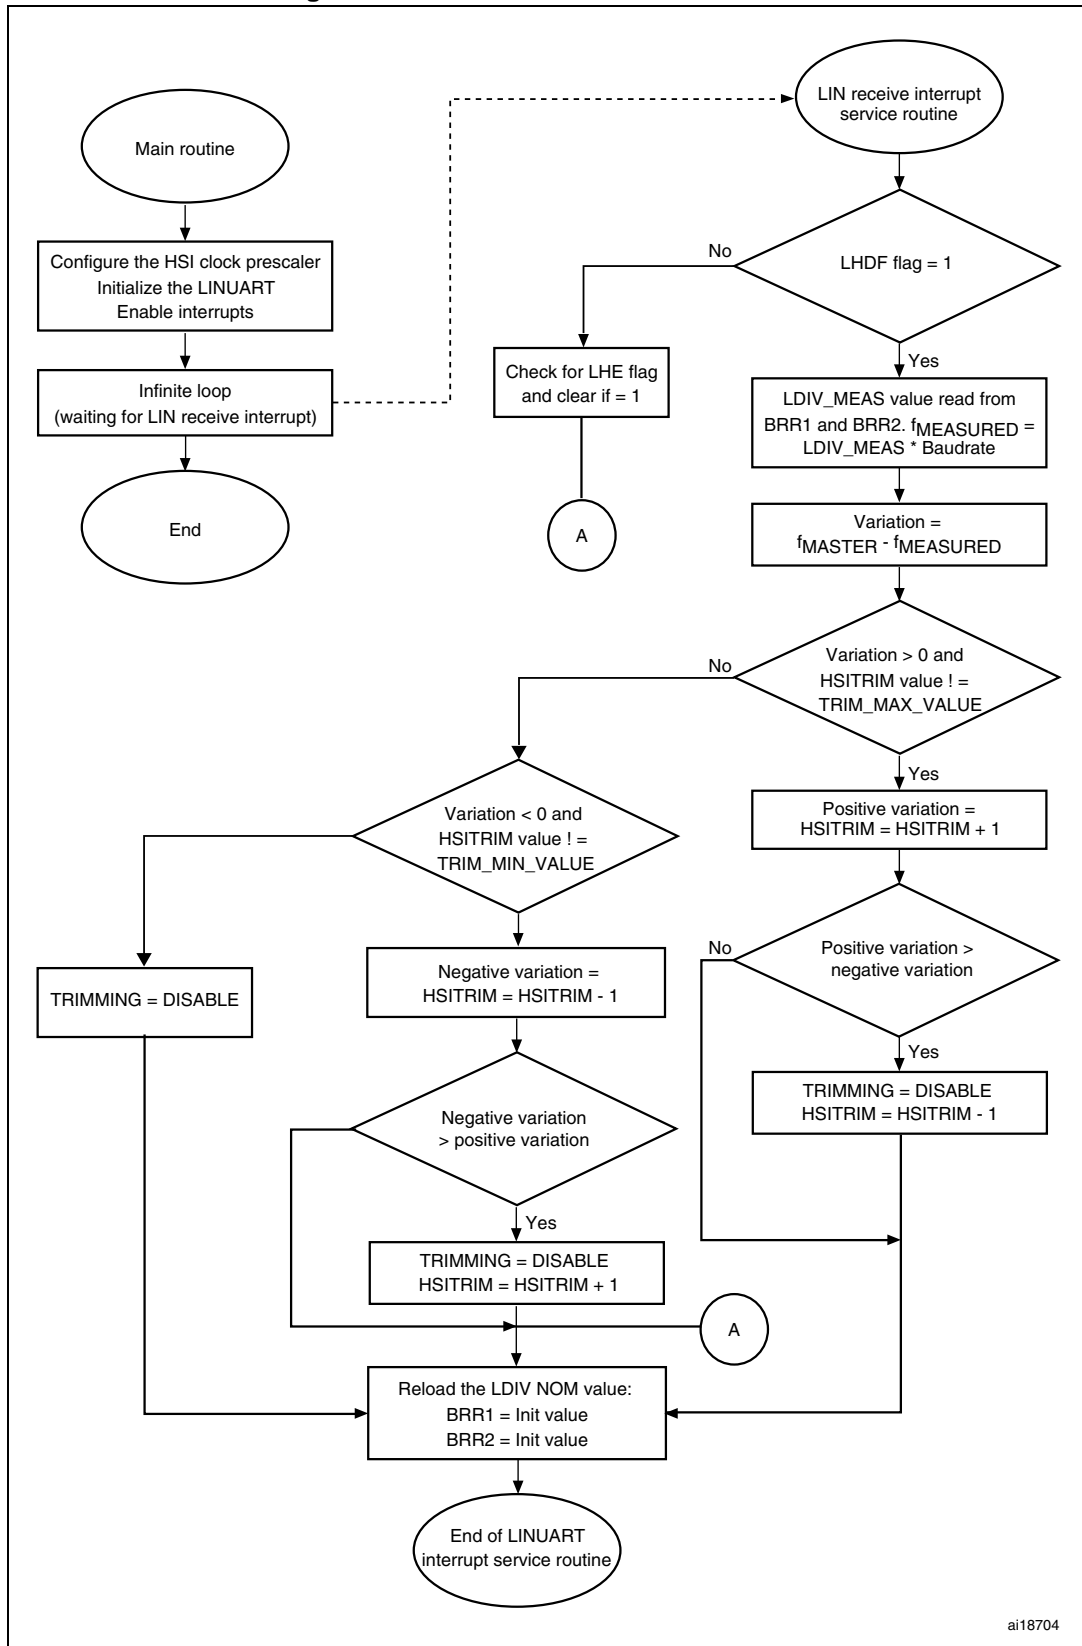 Main routine
Configure the HSI clock prescaler
Initialize the LINUART
Enable interrupts
Infinite loop
(waiting for LIN receive interrupt)
End
LIN receive interrupt
service routine
LHDF flag = 1
No
Yes
Check for LHE flag
and clear if = 1
A
LDIV_MEAS value read from
BRR1 and BRR2. fMEASURED =
LDIV_MEAS * Baudrate
Variation =
fMASTER - fMEASURED
Variation > 0 and
HSITRIM value ! =
TRIM_MAX_VALUE
No
Yes
Positive variation =
HSITRIM = HSITRIM + 1
Positive variation >
negative variation
No
Yes
TRIMMING = DISABLE
HSITRIM = HSITRIM - 1
Variation < 0 and
HSITRIM value ! =
TRIM_MIN_VALUE
TRIMMING = DISABLE
Negative variation =
HSITRIM = HSITRIM - 1
Negative variation
> positive variation
Yes
TRIMMING = DISABLE
HSITRIM = HSITRIM + 1
A
Reload the LDIV NOM value:
BRR1 = Init value
BRR2 = Init value
End of LINUART
interrupt service routine
ai18704